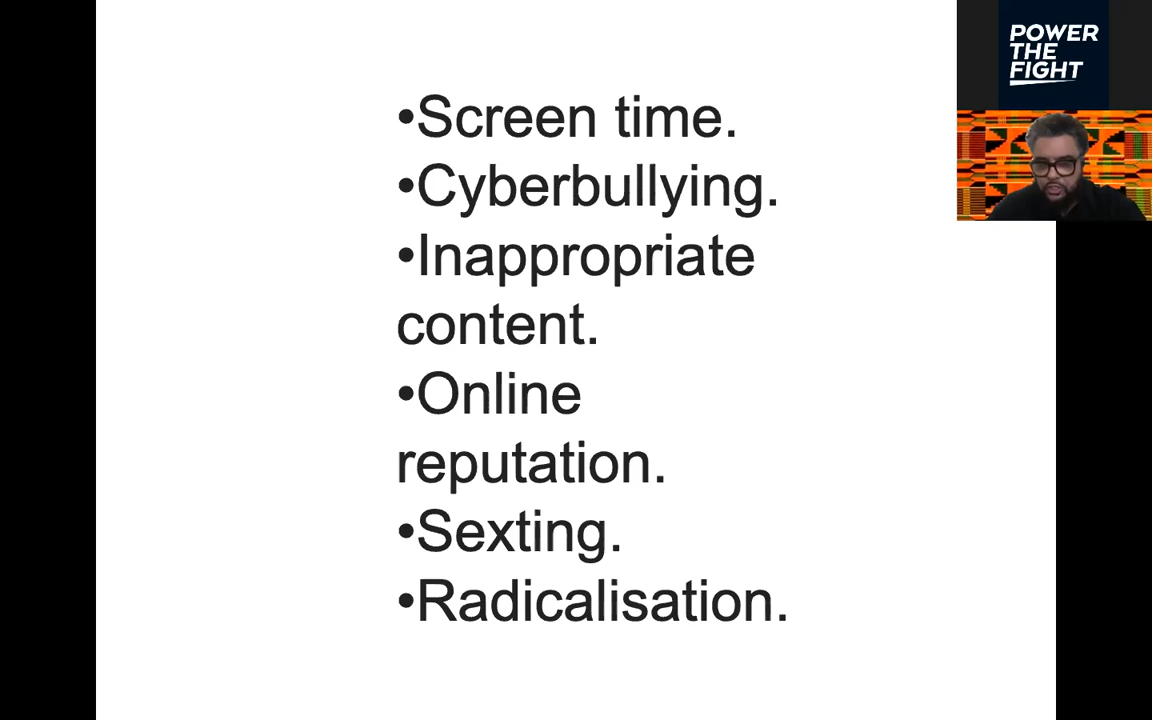 •Screen time.
•Cyberbullying.
•Inappropriate
content.
•Online
reputation.
•Sexting.
•Radicalisation.
POWER
THE
FIGHT